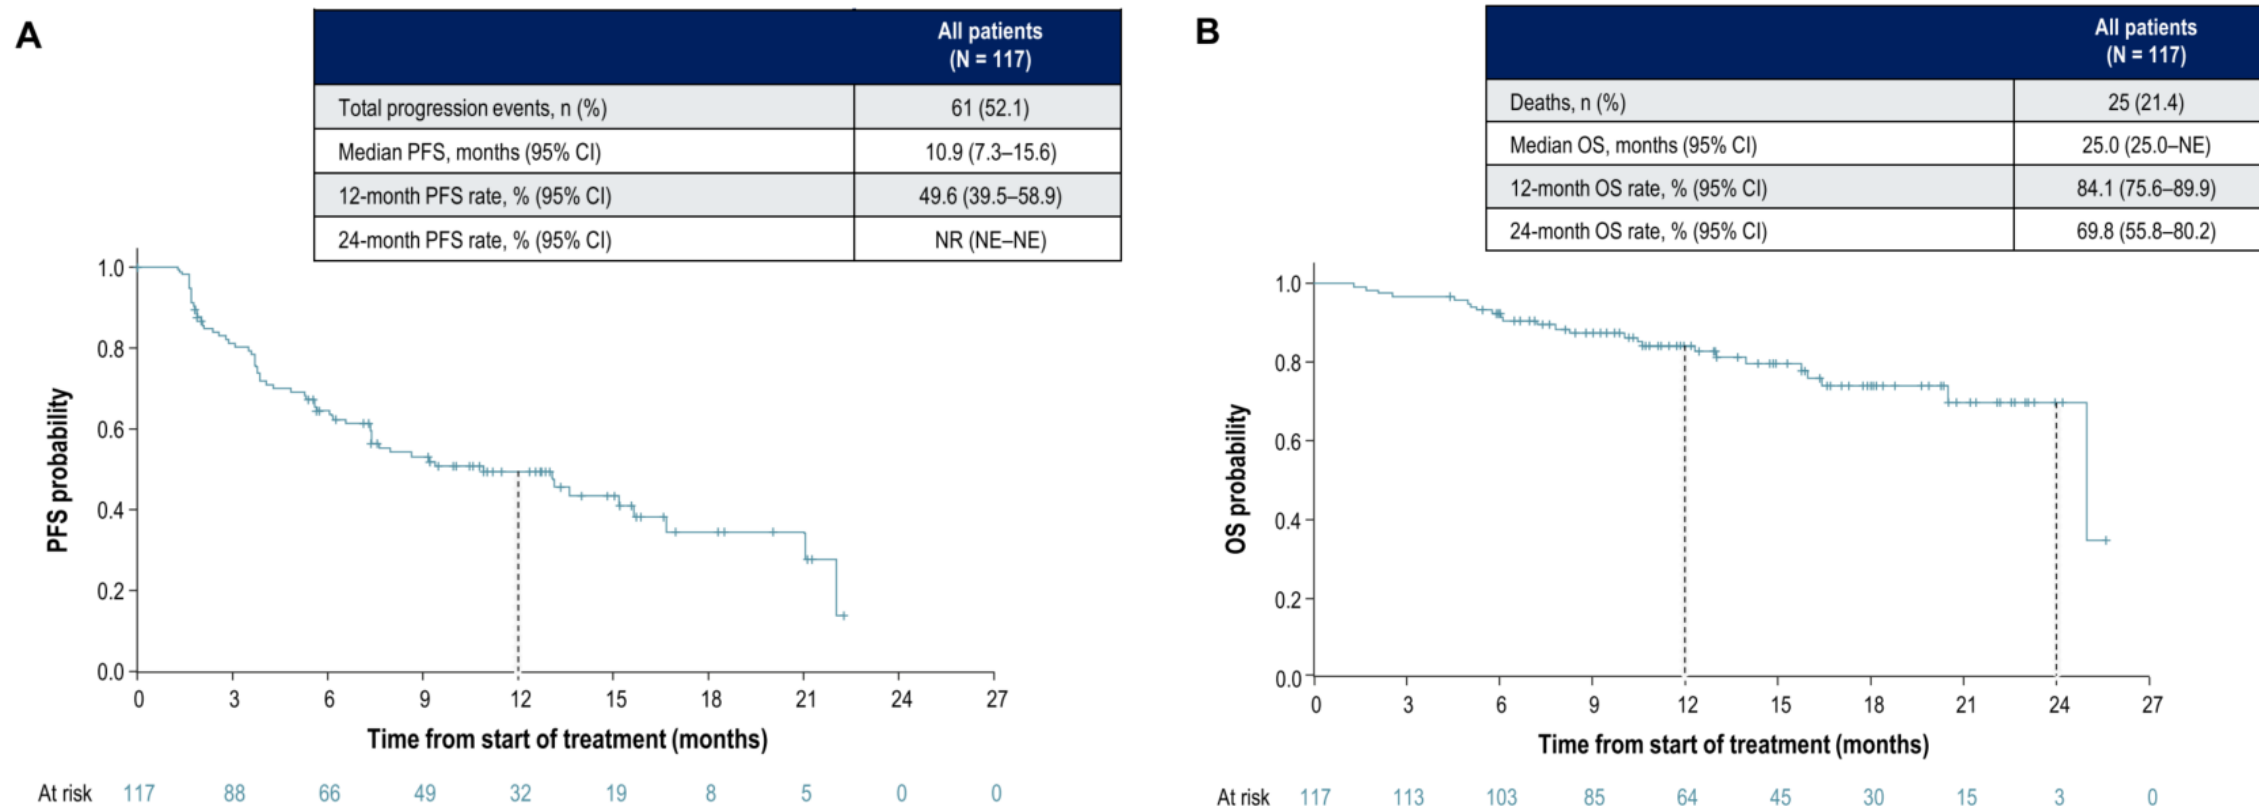 A
All patients
(N = 117)
Total progression events, n (%) 61 (52.1)
Median PFS, months (95% CI) 10.9 (7.3–15.6)
12-month PFS rate, % (95% CI) 49.6 (39.5–58.9)
24-month PFS rate, % (95% CI) NR (NE–NE)
1.0
0.8
0.6
0.4
0.2
0.0
PFS probability
0 3 6 9 12 15 18 21 24 27
Time from start of treatment (months)
At risk 117 88 66 49 32 19 8 5 0 0
B
All patients
(N = 117)
Deaths, n (%) 25 (21.4)
Median OS, months (95% CI) 25.0 (25.0–NE)
12-month OS rate, % (95% CI) 84.1 (75.6–89.9)
24-month OS rate, % (95% CI) 69.8 (55.8–80.2)
1.0
0.8
0.6
0.4
0.2
0.0
OS probability
0 3 6 9 12 15 18 21 24 27
Time from start of treatment (months)
At risk 117 113 103 85 64 45 30 15 3 0